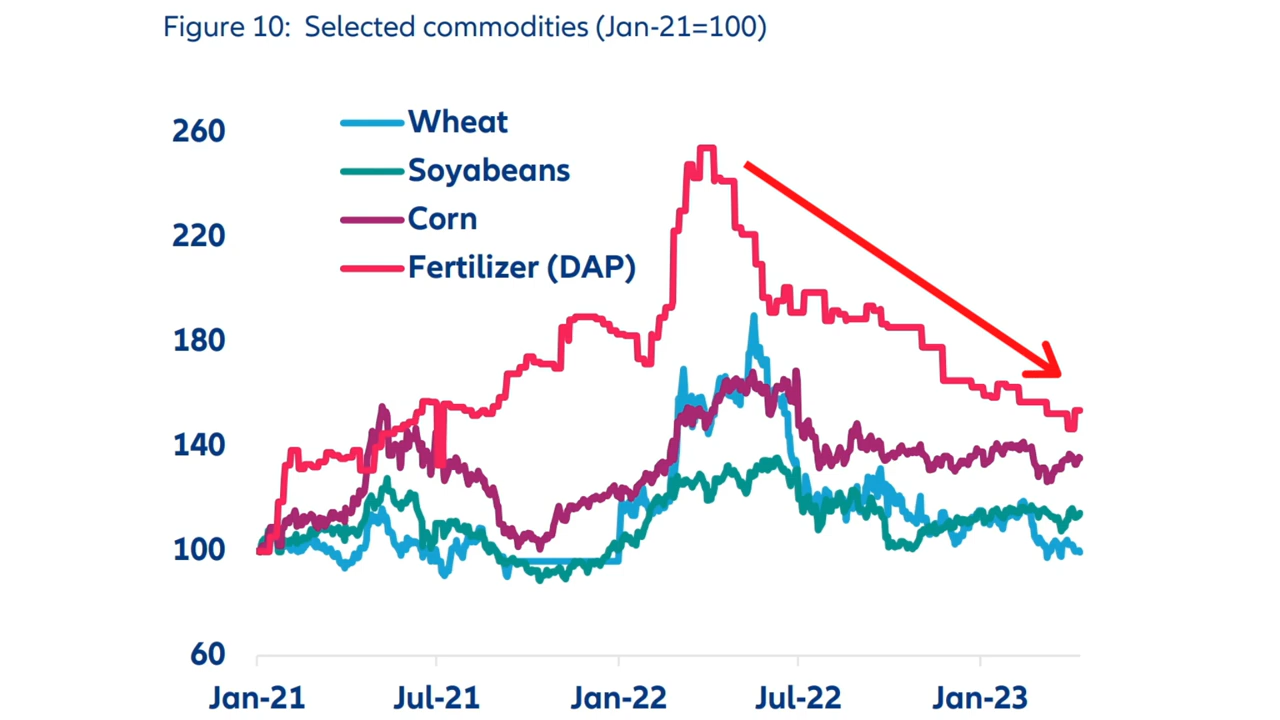 Figure 10: Selected commodities (Jan-21=100)
Wheat
Soyabeans
Corn
Fertilizer (DAP)
260
220
180
140
100
60
Jan-21 Jul-21 Jan-22 Jul-22 Jan-23